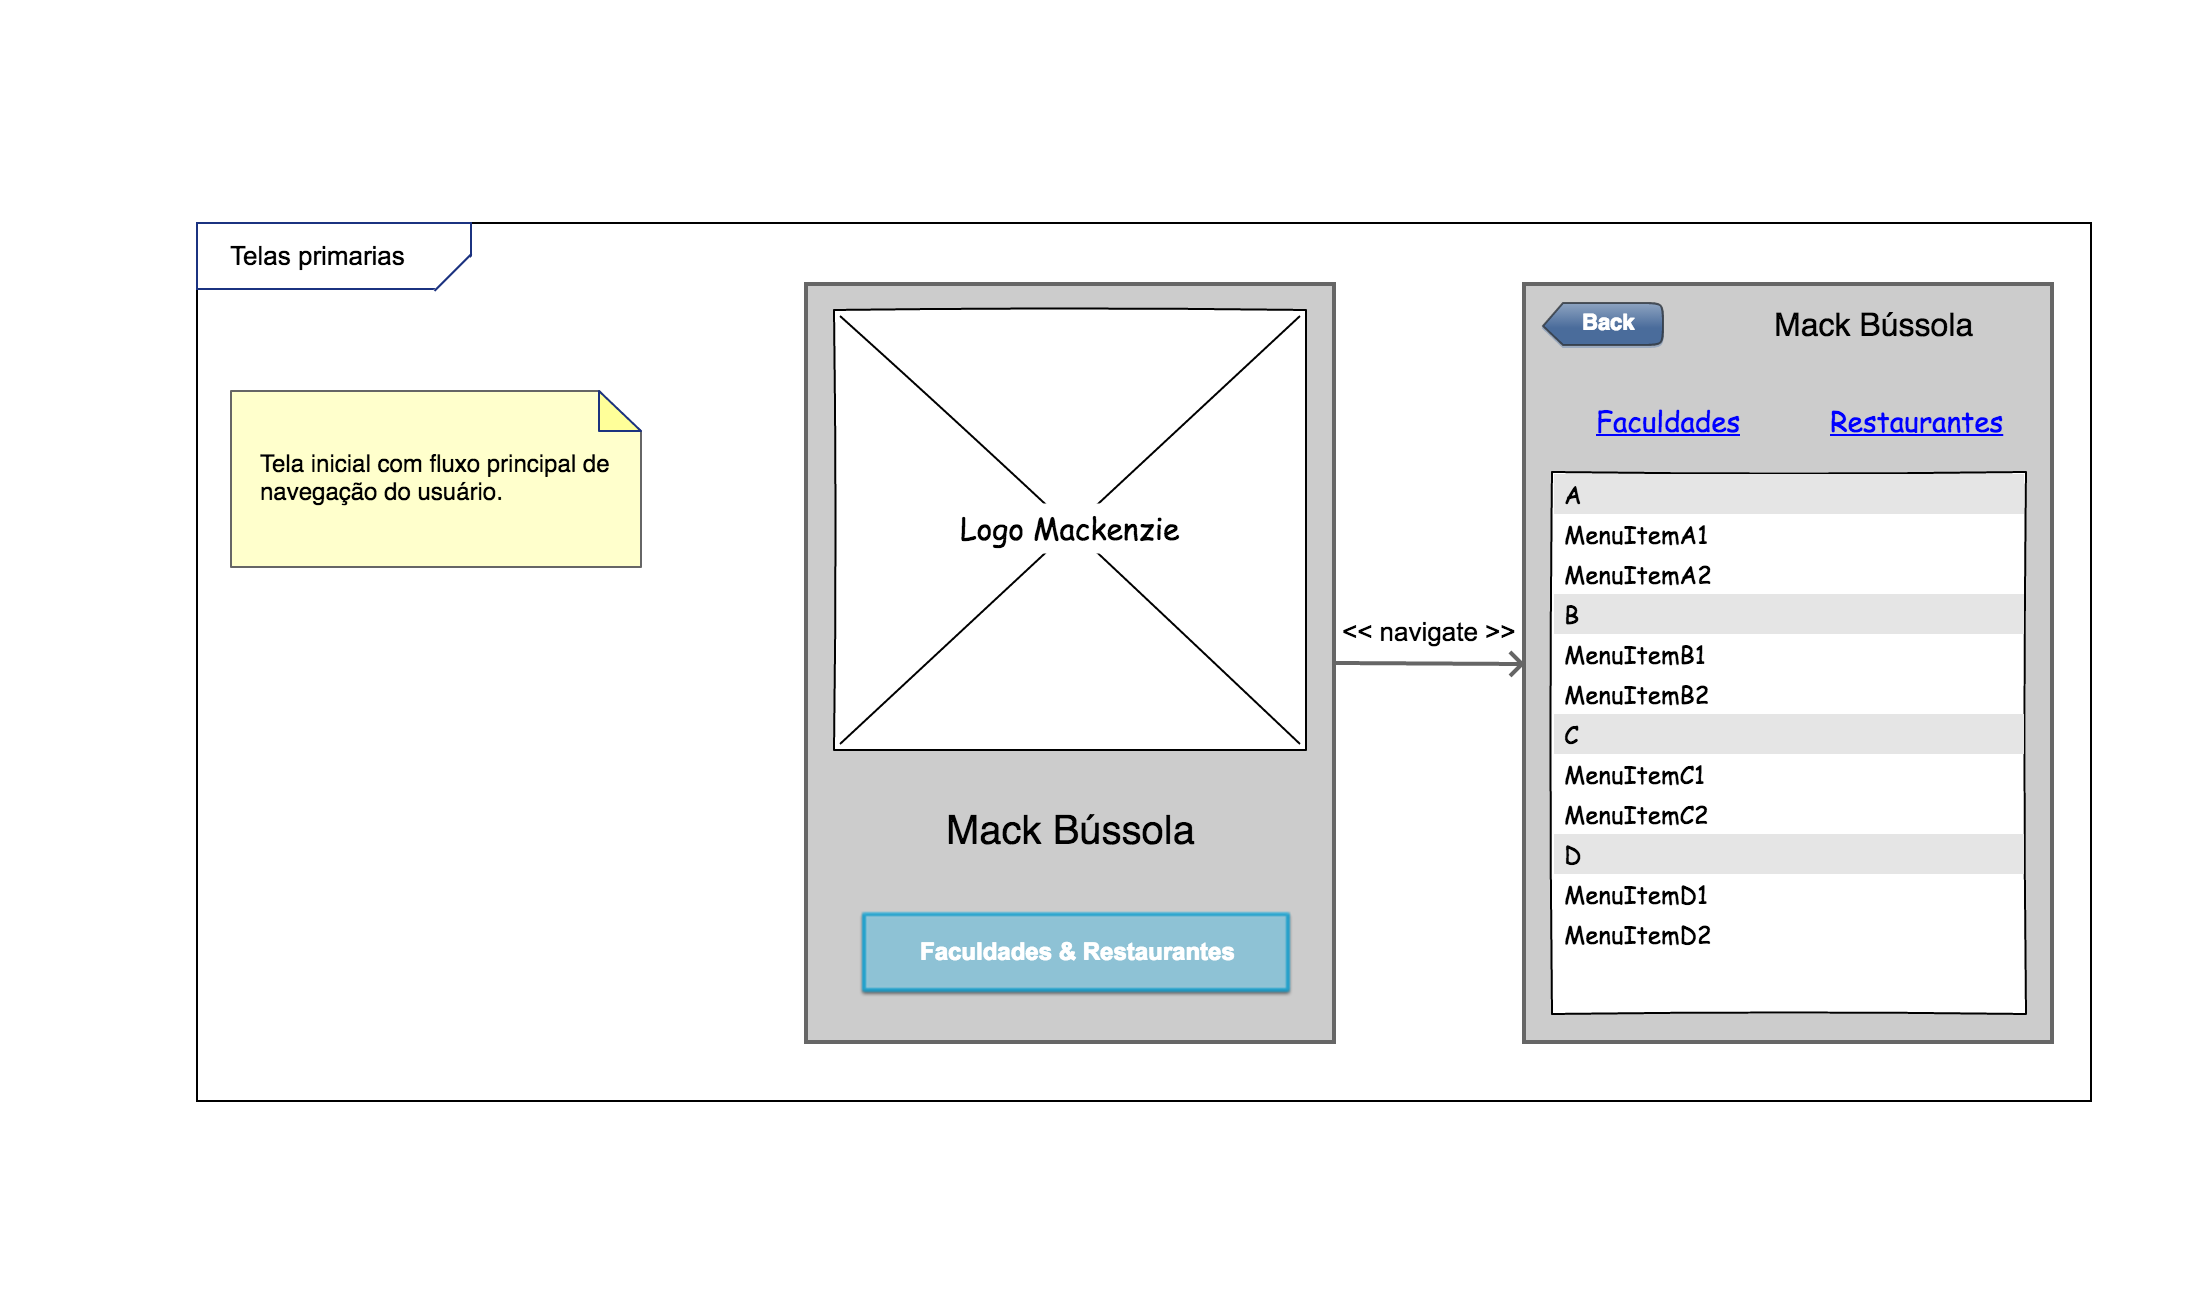 Telas primarias
Tela inicial com fluxo principal de
navegação do usuário.
Logo Mackenzie
Mack Bússola
Faculdades & Restaurantes
<< navigate >>
Back
Mack Bússola
Faculdades
Restaurantes
A
MenuItemA1
MenuItemA2
B
MenuItemB1
MenuItemB2
C
MenuItemC1
MenuItemC2
D
MenuItemD1
MenuItemD2